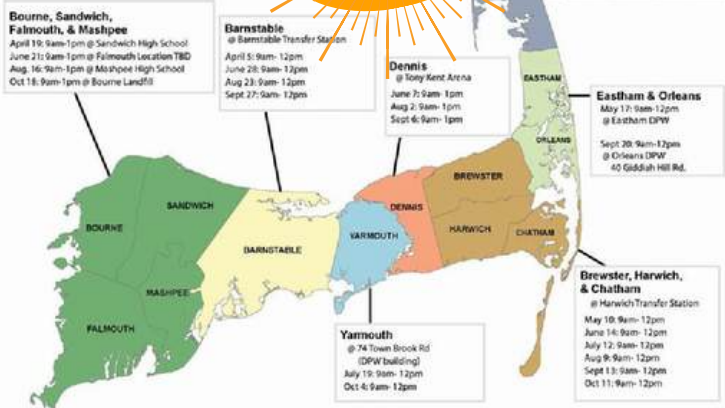 Bourne, Sandwich,
Falmouth, & Mashpee
April 19: 9am-1pm @ Sandwich High School
June 21: 9am-1pm @ Falmouth Location TBD
Aug. 16: 9am-1pm @ Mashpee High School
Oct 18: 9am-1pm @ Bourne Landfill
Barnstable
@ Barnstable Transfer Station
April 5: 9am- 12pm
June 28: 9am- 12pm
Aug 23: 9am- 12pm
Sept 27: 9am- 12pm
Dennis
@ Tony Kent Arena
June 7: 9am- 1pm
Aug 2: 9am- 1pm
Sept 6: 9am- 1pm
Eastham & Orleans
May 17: 9am-12pm
@ Eastham DPW
Sept 20: 9am-12pm
@ Orleans DPW
40 Giddiah Hill Rd.
EASTHAM
ORLEANS
BREWSTER
SANDWICH
DENNIS
BOURNE
YARMOUTH
HARWICH
CHATHAM
BARNSTABLE
MASHPEE
FALMOUTH
Yarmouth
@ 74 Town Brook Rd
(DPW building)
July 19: 9am- 12pm
Oct 4: 9am- 12pm
Brewster, Harwich,
& Chatham
@ Harwich Transfer Station
May 10: 9am- 12pm
June 14: 9am- 12pm
July 12: 9am- 12pm
Aug 9: 9am- 12pm
Sept 13: 9am- 12pm
Oct 11: 9am- 12pm